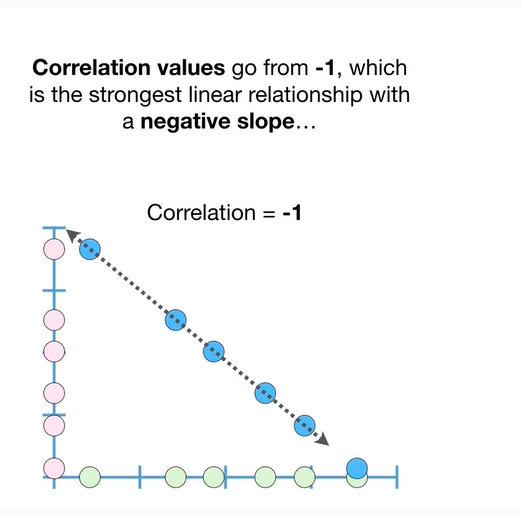 Correlation values go from -1, which
is the strongest linear relationship with
a negative slope…
Correlation = -1